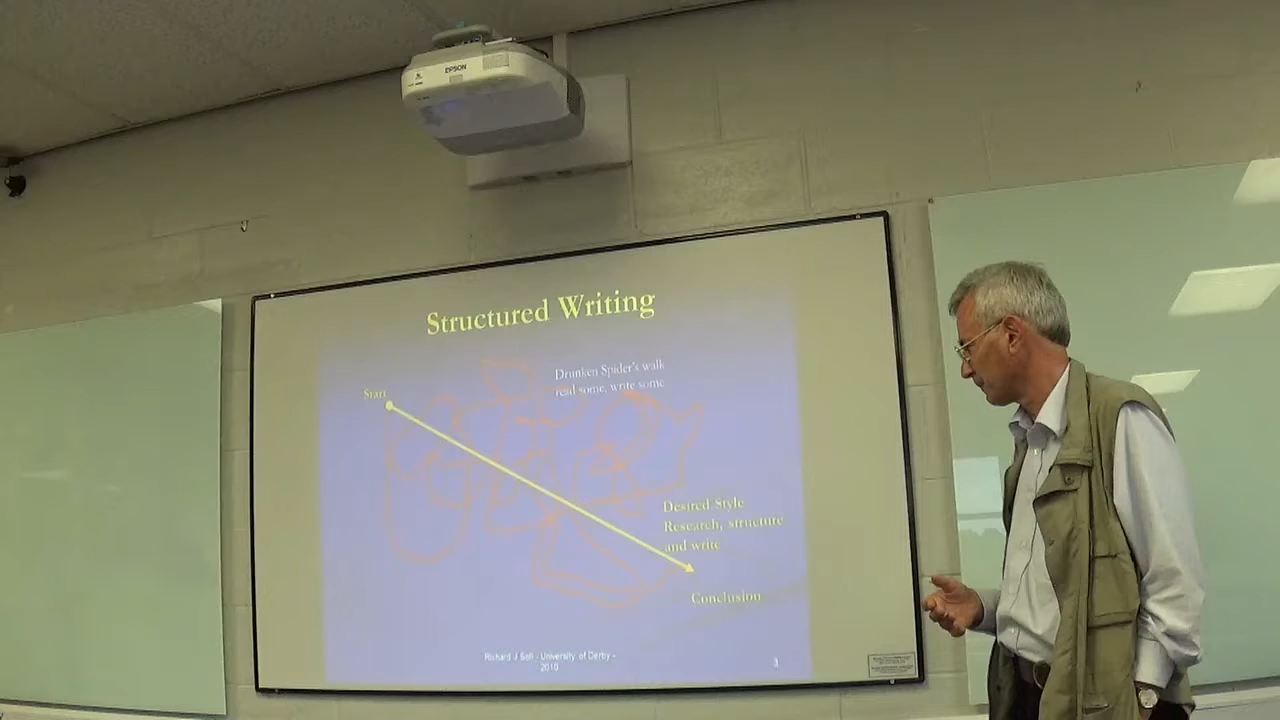 EPSON
Structured Writing
Drunken Spider's walk
read some, write some
Start
Desired Style
Research, structure
and write
Conclusion
Richard J Self - University of Derby -
2010
3